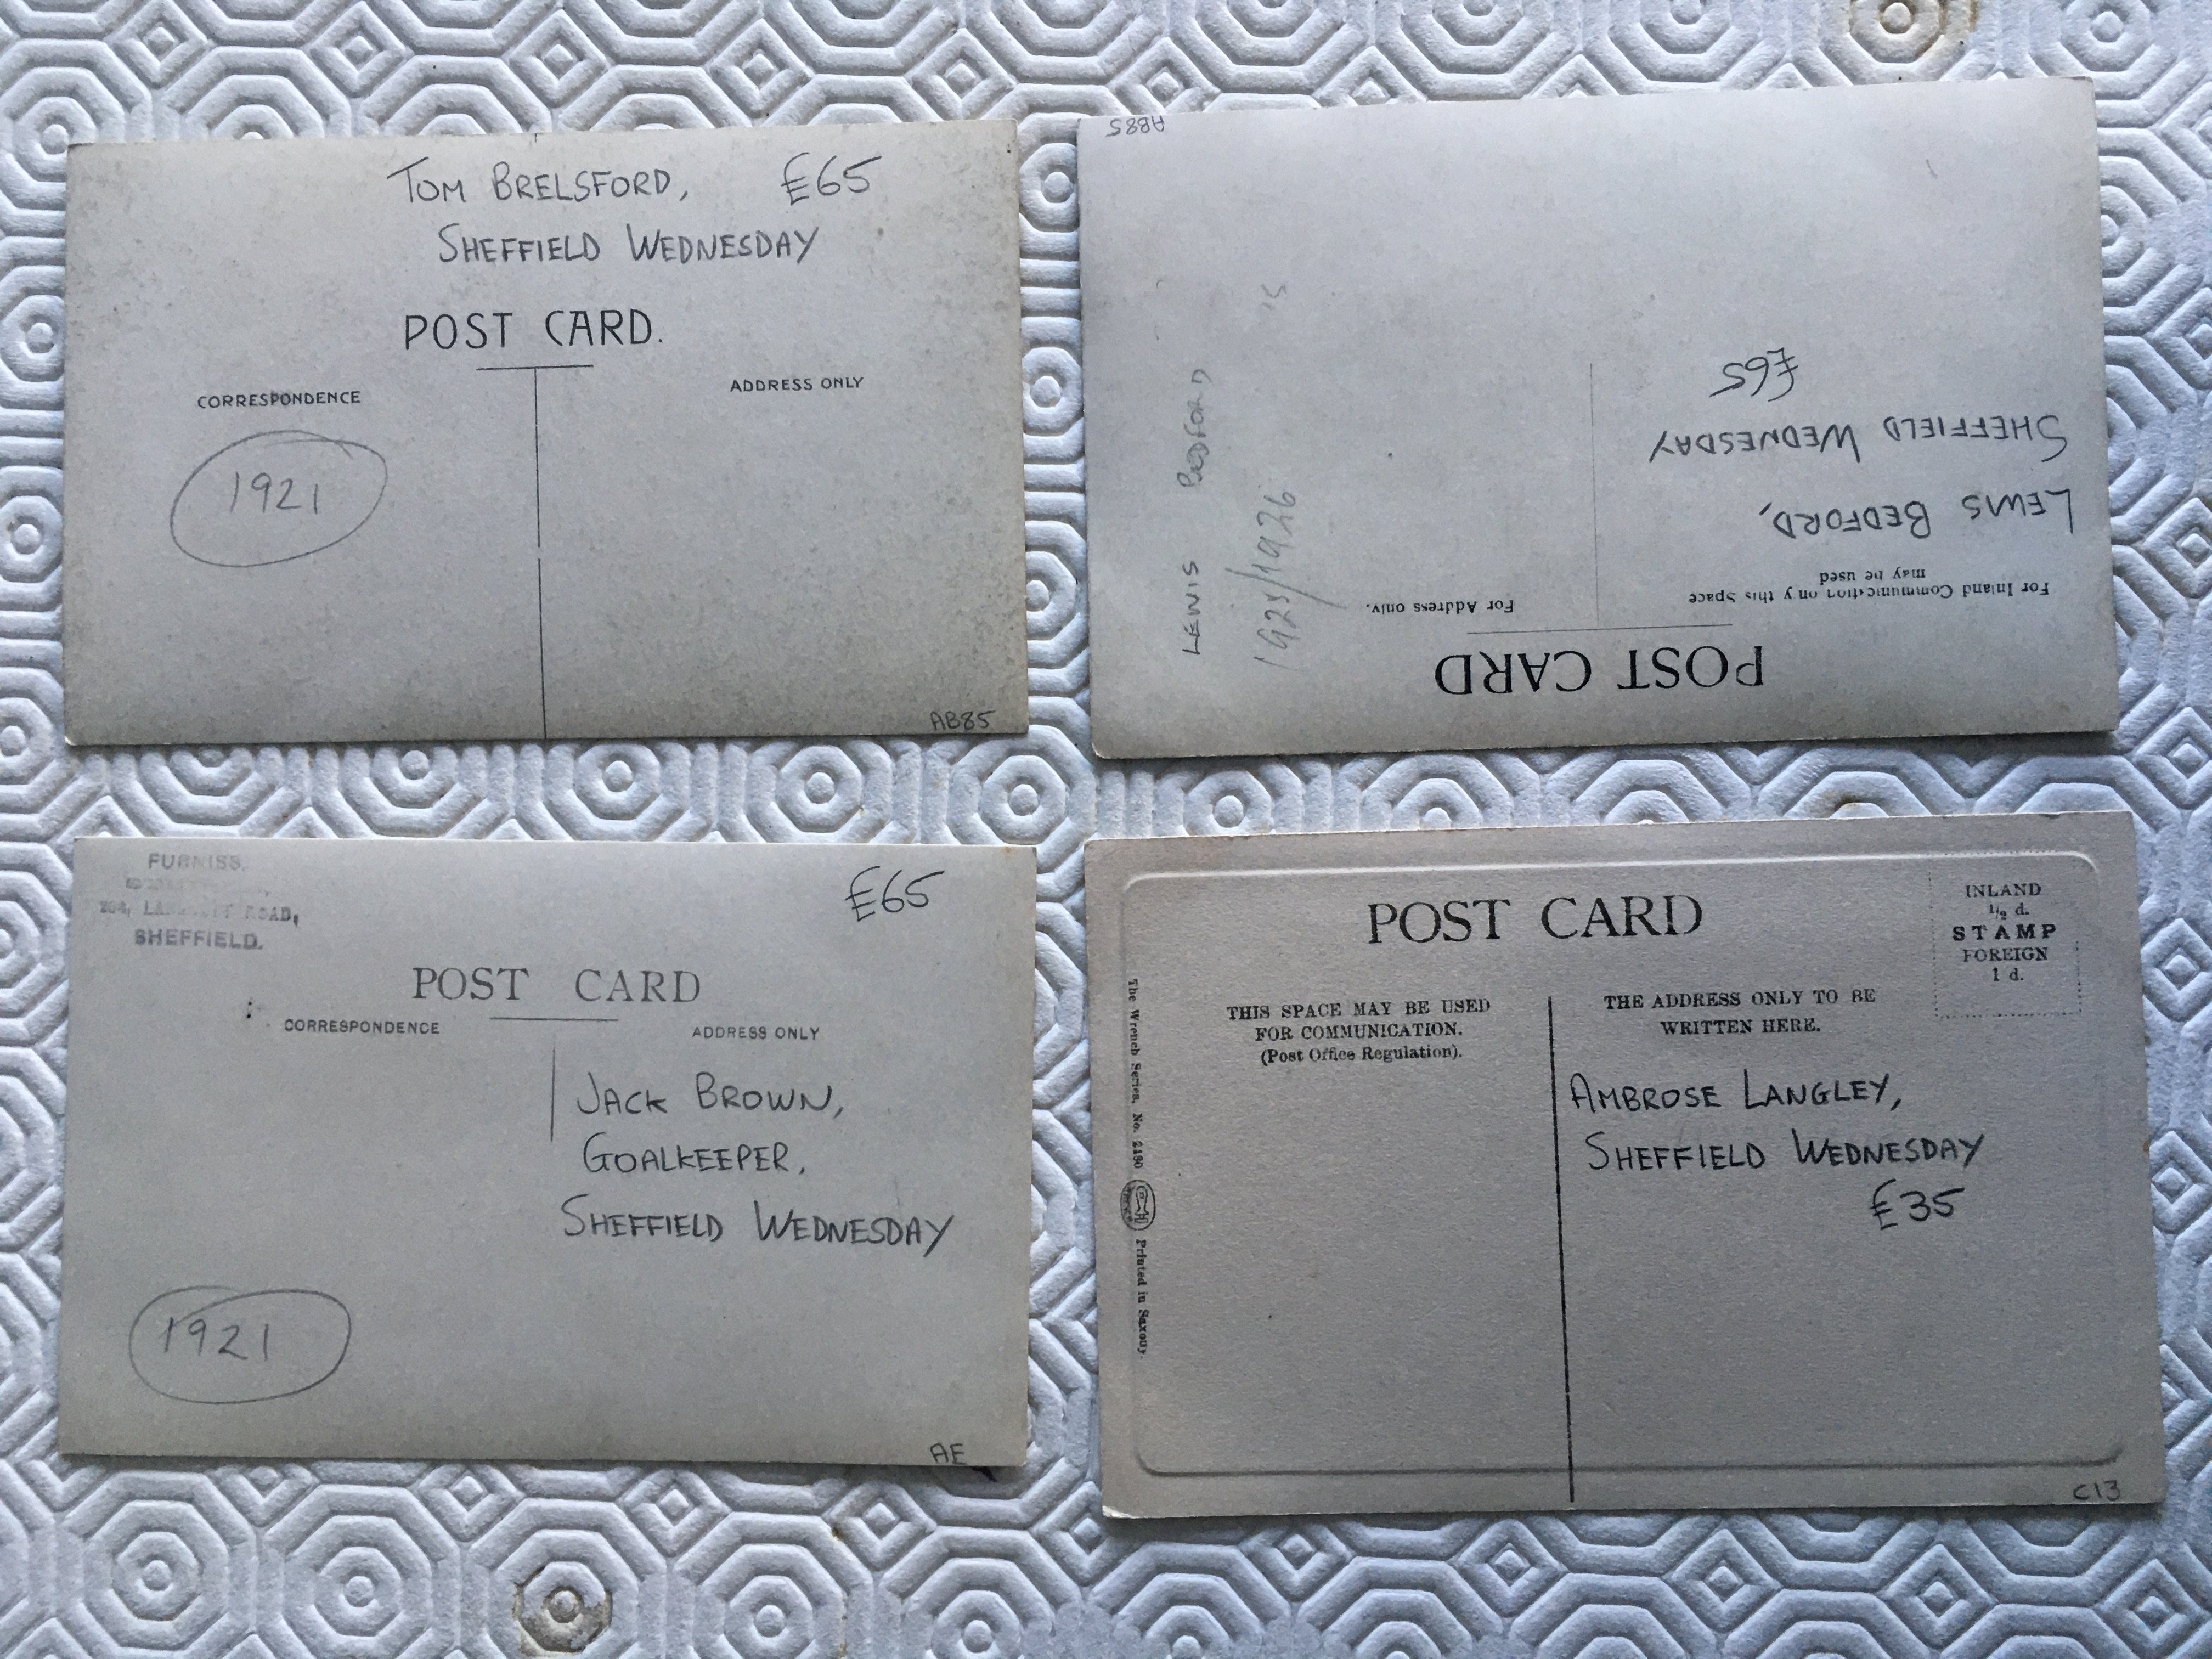 TOM BRELSFORD, £65
SHEFFIELD WEDNESDAY
POST CARD.
CORRESPONDENCE
ADDRESS ONLY
1921
AB85
POST CARD
For Inland Communication only this Space
may be used
For Address only.
LEWIS BEDFORD,
SHEFFIELD WEDNESDAY
£65
AB85
LEWIS BEDFORD
FURNISS,
ROAD,
SHEFFIELD.
£65
POST CARD
CORRESPONDENCE
ADDRESS ONLY
JACK BROWN,
GOALKEEPER,
SHEFFIELD WEDNESDAY
1921
AE
POST CARD
INLAND
½ d.
STAMP
FOREIGN
1 d.
THIS SPACE MAY BE USED
FOR COMMUNICATION.
(Post Office Regulation).
THE ADDRESS ONLY TO BE
WRITTEN HERE.
AMBROSE LANGLEY,
SHEFFIELD WEDNESDAY
£35
The Wrench Series, No. Printed in Saxony.
C13